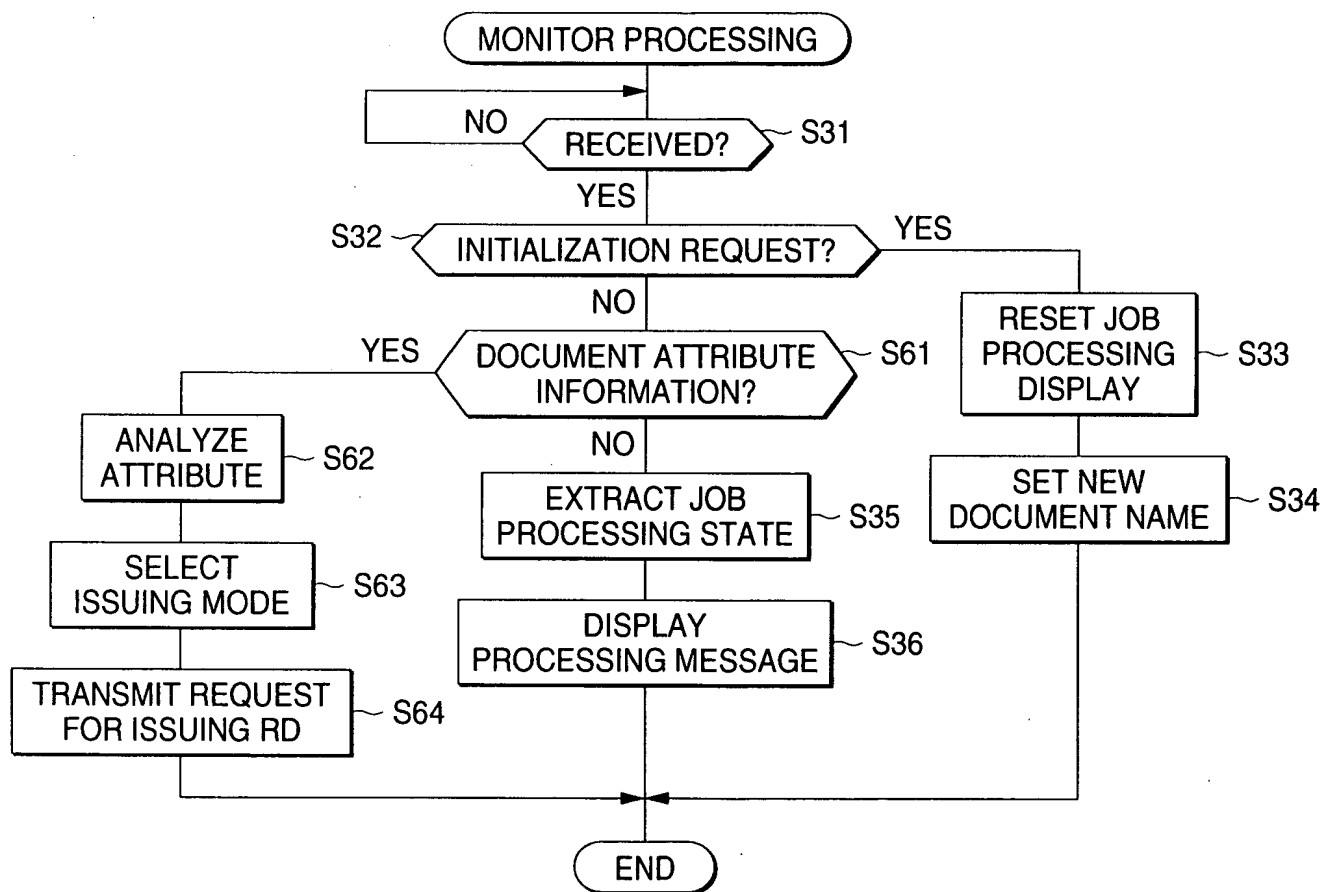 MONITOR PROCESSING
NO
RECEIVED?
S31
YES
S32
INITIALIZATION REQUEST?
YES
NO
RESET JOB
PROCESSING
DISPLAY
S33
YES
DOCUMENT ATTRIBUTE
INFORMATION?
S61
ANALYZE
ATTRIBUTE
S62
NO
EXTRACT JOB
PROCESSING STATE
S35
SET NEW
DOCUMENT NAME
S34
SELECT
ISSUING MODE
S63
DISPLAY
PROCESSING MESSAGE
S36
TRANSMIT REQUEST
FOR ISSUING RD
S64
END